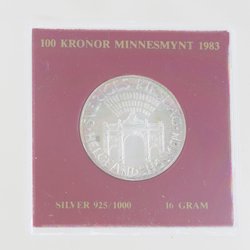 100 KRONOR MINNESMYNT 1983
SILVER 925/1000 16 GRAM